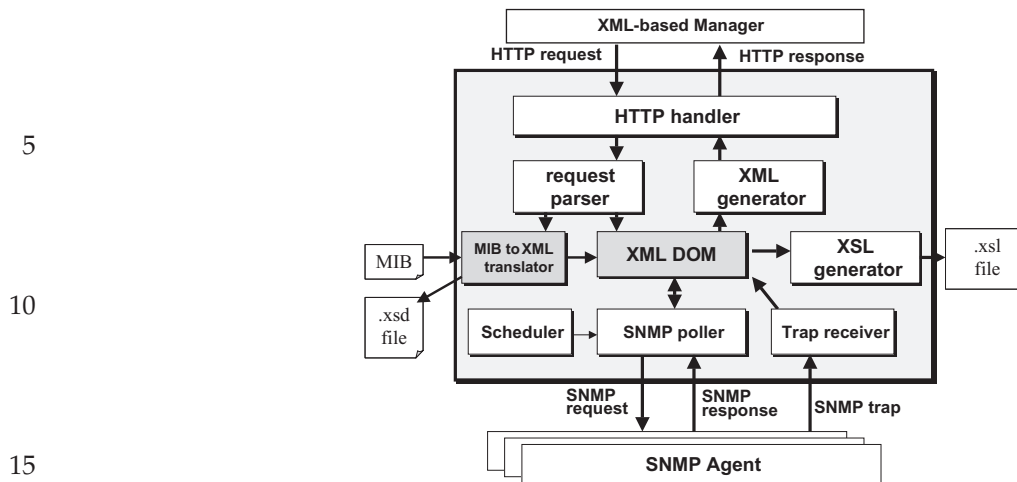 XML-based Manager
HTTP request
HTTP response
HTTP handler
5
request
parser
XML
generator
MIB
MIB to XML
translator
XML DOM
XSL
generator
.xsl
file
10
.xsd
file
Scheduler
SNMP poller
Trap receiver
SNMP
request
SNMP
response
SNMP trap
15
SNMP Agent